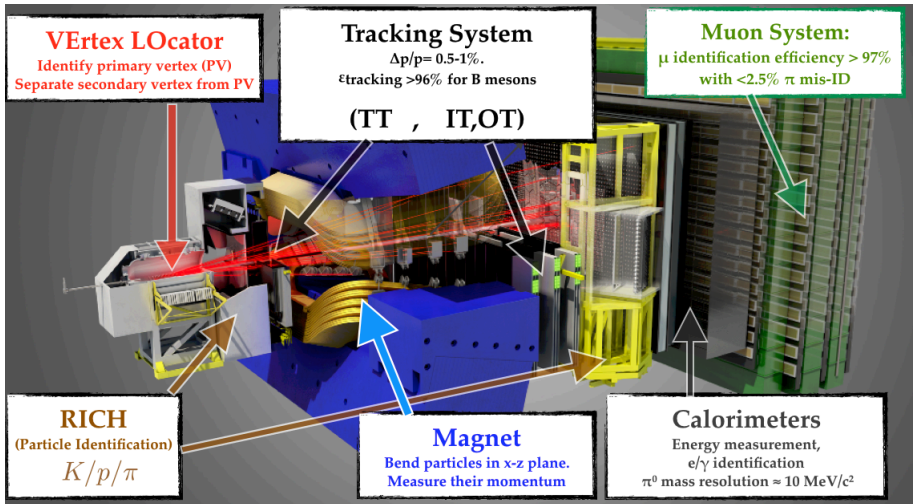 VErtex LOcator
Identify primary vertex (PV)
Separate secondary vertex from PV
Tracking System
Δp/p= 0.5-1%.
εtracking >96% for B mesons
(TT , IT,OT)
Muon System:
μ identification efficiency > 97%
with <2.5% π mis-ID
RICH
(Particle Identification)
K/p/π
Magnet
Bend particles in x-z plane.
Measure their momentum
Calorimeters
Energy measurement,
e/γ identification
π⁰ mass resolution ≈ 10 MeV/c²